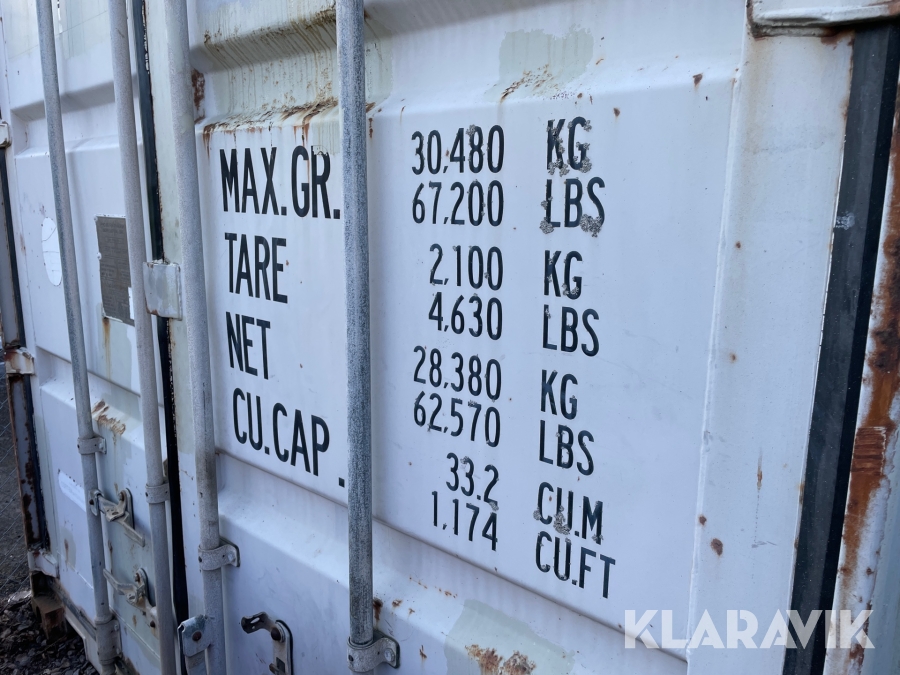 MAX.GR. 30,480 KG
67,200 LBS
TARE 2,100 KG
4,630 LBS
NET 28,380 KG
62,570 LBS
CU.CAP. 33.2 CU.M
1,174 CU.FT
KLARAVIK